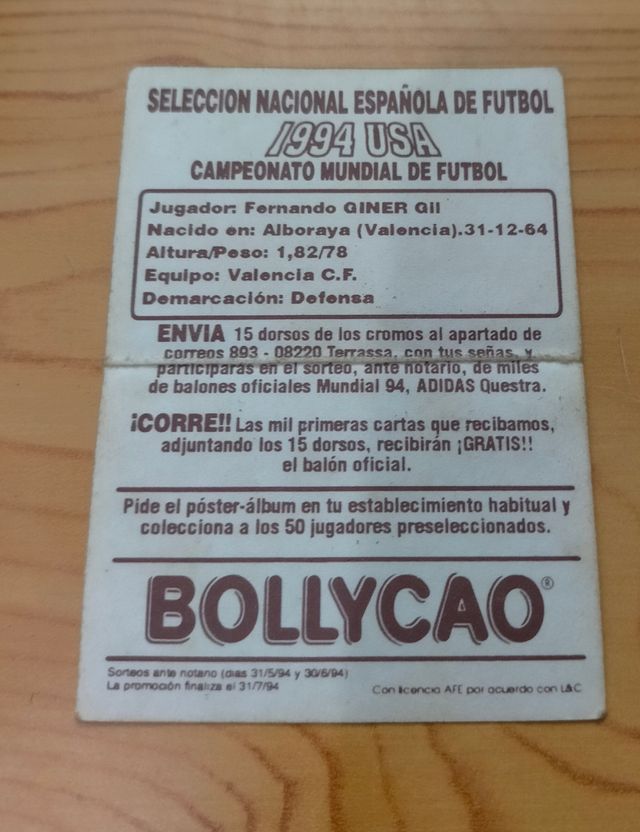 SELECCION NACIONAL ESPAÑOLA DE FUTBOL
1994 USA
CAMPEONATO MUNDIAL DE FUTBOL
Jugador: Fernando GINER Gil
Nacido en: Alboraya (Valencia).31-12-64
Altura/Peso: 1,82/78
Equipo: Valencia C.F.
Demarcación: Defensa
ENVIA 15 dorsos de los cromos al apartado de
correos 893 - 08220 Terrassa, con tus señas, y
participarás en el sorteo, ante notario, de miles
de balones oficiales Mundial 94, ADIDAS Questra.
¡CORRE!! Las mil primeras cartas que recibamos,
adjuntando los 15 dorsos, recibirán ¡GRATIS!!
el balón oficial.
Pide el póster-álbum en tu establecimiento habitual y
colecciona a los 50 jugadores preseleccionados.
BOLLYCAO®
Sorteos ante notario (días 31/5/94 y 30/6/94)
La promoción finaliza el 31/7/94
Con licencia AFE por acuerdo con L&C